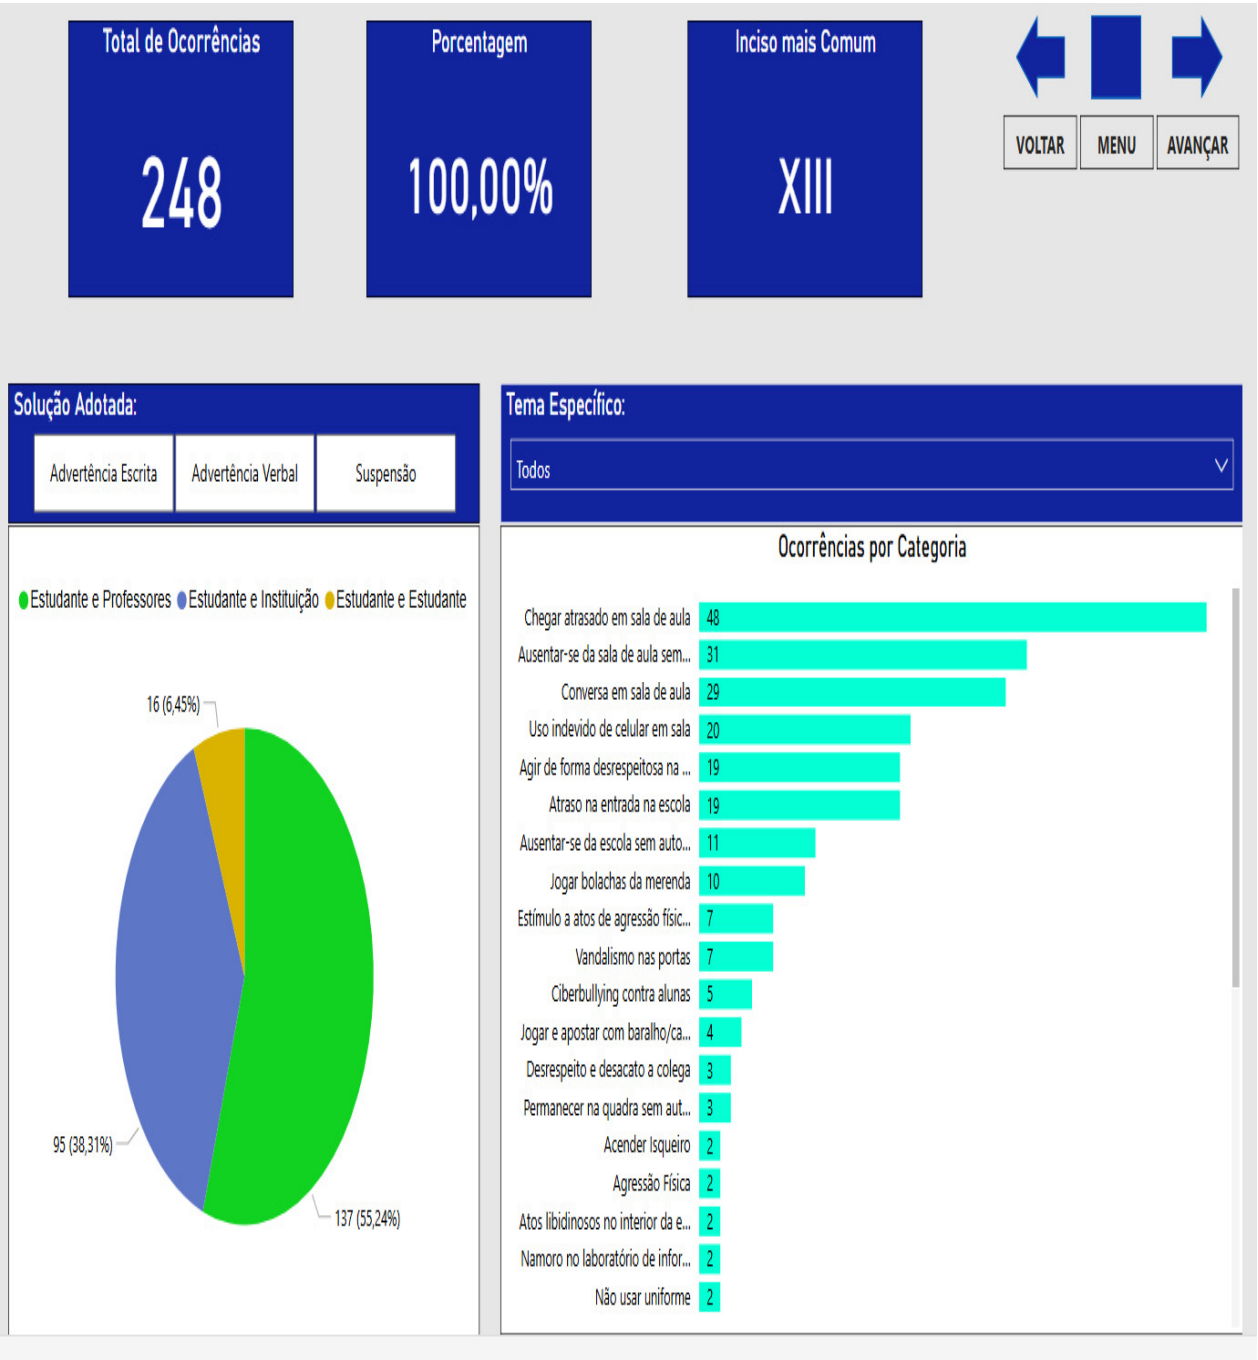 Total de Ocorrências
248
Porcentagem
100,00%
Inciso mais Comum
XIII
VOLTAR
MENU
AVANÇAR
Solução Adotada:
Advertência Escrita
Advertência Verbal
Suspensão
Tema Específico:
Todos
Estudante e Professores Estudante e Instituição Estudante e Estudante
16 (6,45%)
95 (38,31%)
137 (55,24%)
Ocorrências por Categoria
Chegar atrasado em sala de aula 48
Ausentar-se da sala de aula sem... 31
Conversa em sala de aula 29
Uso indevido de celular em sala 20
Agir de forma desrespeitosa na ... 19
Atraso na entrada na escola 19
Ausentar-se da escola sem auto... 11
Jogar bolachas da merenda 10
Estímulo a atos de agressão físic... 7
Vandalismo nas portas 7
Ciberbullying contra alunas 5
Jogar e apostar com baralho/ca... 4
Desrespeito e desacato a colega 3
Permanecer na quadra sem aut... 3
Acender Isqueiro 2
Agressão Física 2
Atos libidinosos no interior da e... 2
Namoro no laboratório de infor... 2
Não usar uniforme 2